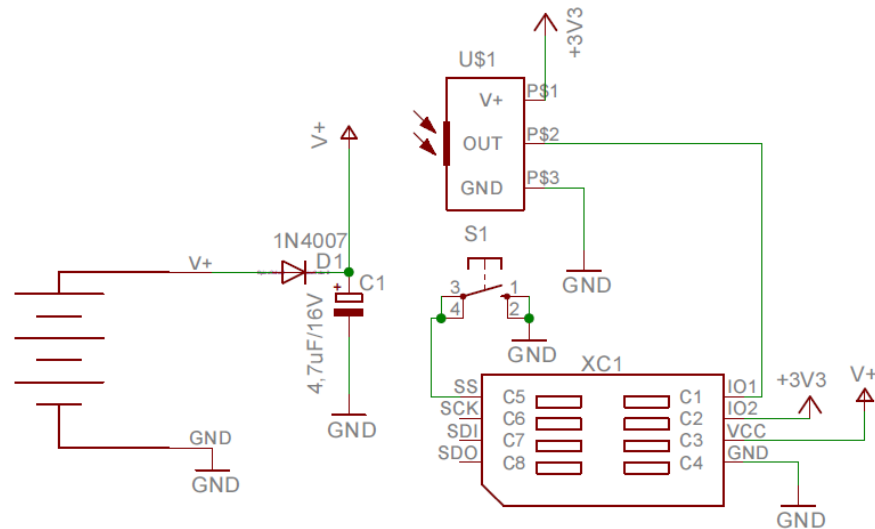 +3V3
U$1
V+
P$1
V+
OUT
P$2
GND
P$3
S1
1N4007
V+
D1
C1
+
4,7uF/16V
GND
3
1
4
2
GND
XC1
+3V3
V+
SS
C5
C1
IO1
SCK
C6
C2
IO2
SDI
C7
C3
VCC
SDO
C8
C4
GND
GND
GND
GND
GND